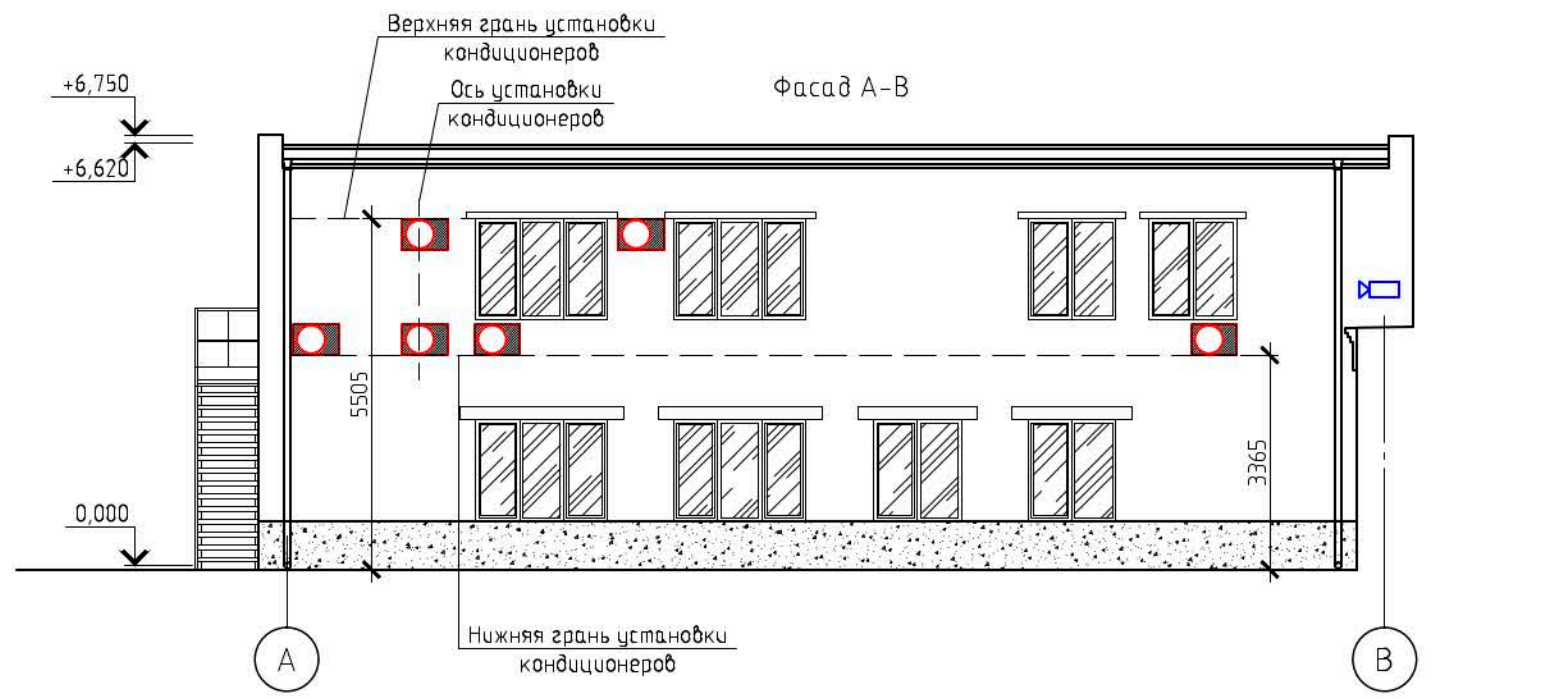 Верхняя грань установки
кондиционеров
+6,750
Ось установки
кондиционеров
Фасад А-В
+6,620
5505
3365
0,000
Нижняя грань установки
кондиционеров
А
В